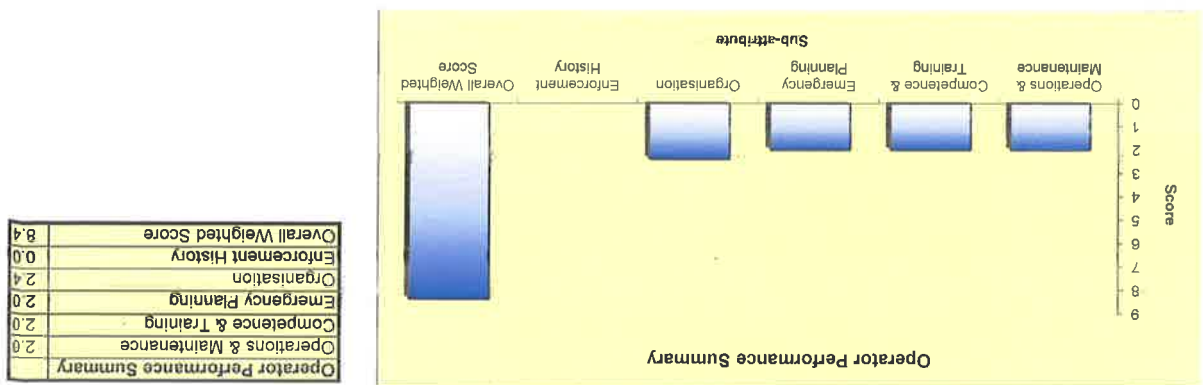 Operator Performance Summary
Score
9
8
7
6
5
4
3
2
1
0
Operations & Maintenance
Competence & Training
Emergency Planning
Organisation
Enforcement History
Overall Weighted Score
Sub-attribute
Operator Performance Summary
Operations & Maintenance 2.0
Competence & Training 2.0
Emergency Planning 2.0
Organisation 2.4
Enforcement History 0.0
Overall Weighted Score 8.4